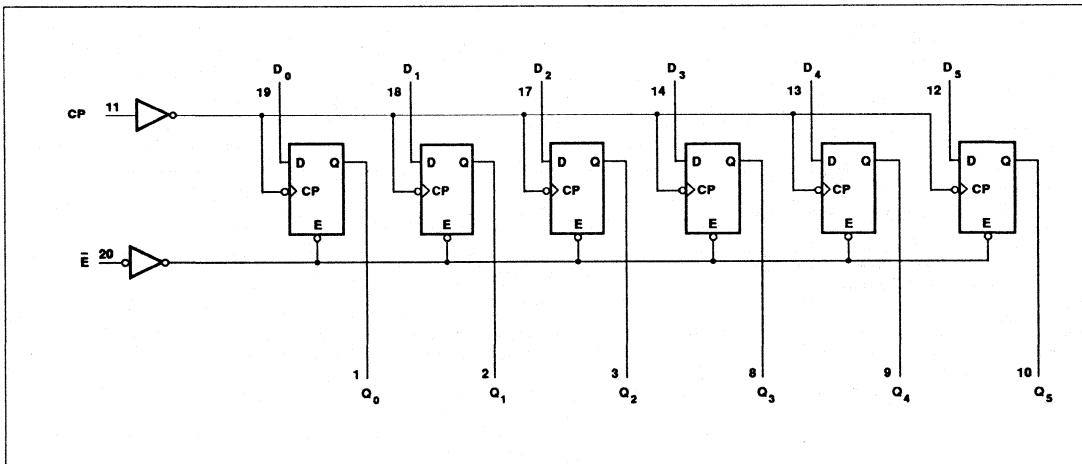 D0 D1 D2 D3 D4 D5
19 18 17 14 13 12
CP 11
D Q D Q D Q D Q D Q D Q
CP CP CP CP CP CP
E E E E E E
E̅ 20
1 2 3 8 9 10
Q0 Q1 Q2 Q3 Q4 Q5